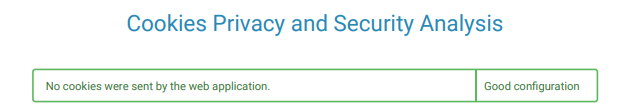 Cookies Privacy and Security Analysis
No cookies were sent by the web application.
Good configuration